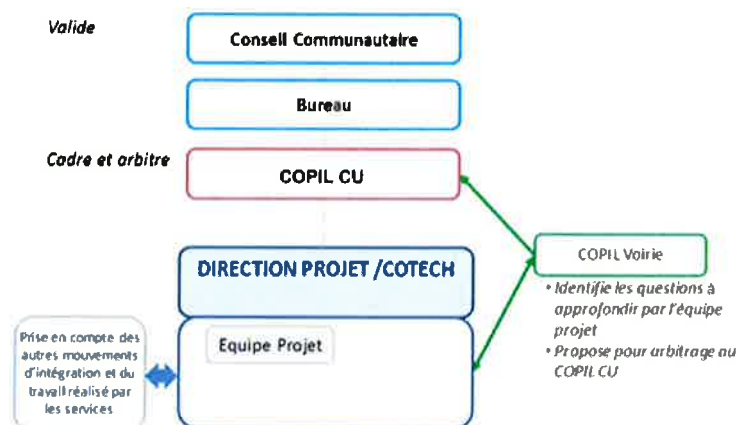 Valide
Conseil Communautaire
Bureau
Cadre et arbitre
COPIL CU
DIRECTION PROJET /COTECH
Equipe Projet
Prise en compte des
autres mouvements
d'intégration et du
travail réalisé par
les services
COPIL Voirie
• Identifie les questions à
approfondir par l'équipe
projet
• Propose pour arbitrage au
COPIL CU